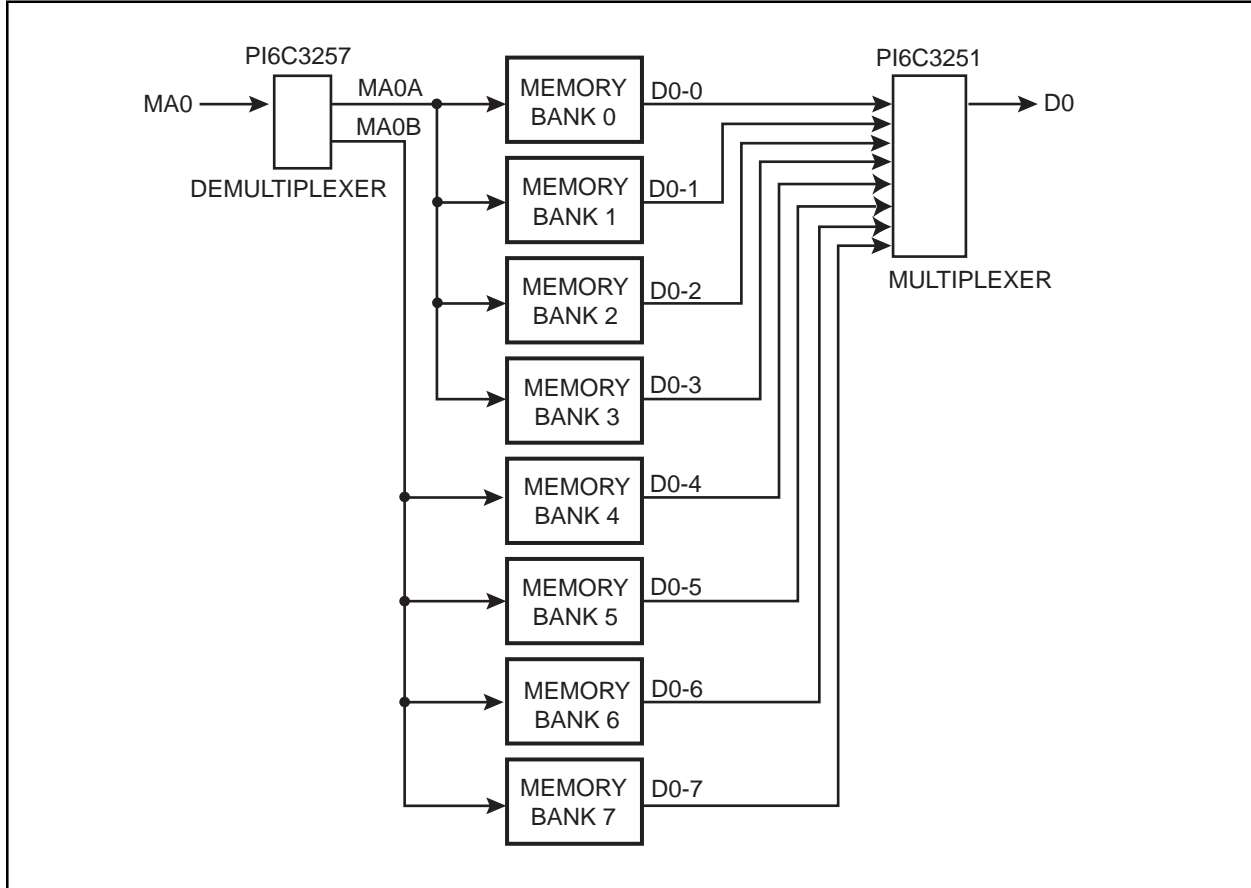 PI6C3257
MA0
MA0A
MA0B
DEMULTIPLEXER
MEMORY
BANK 0
D0-0
MEMORY
BANK 1
D0-1
MEMORY
BANK 2
D0-2
MEMORY
BANK 3
D0-3
MEMORY
BANK 4
D0-4
MEMORY
BANK 5
D0-5
MEMORY
BANK 6
D0-6
MEMORY
BANK 7
D0-7
PI6C3251
D0
MULTIPLEXER